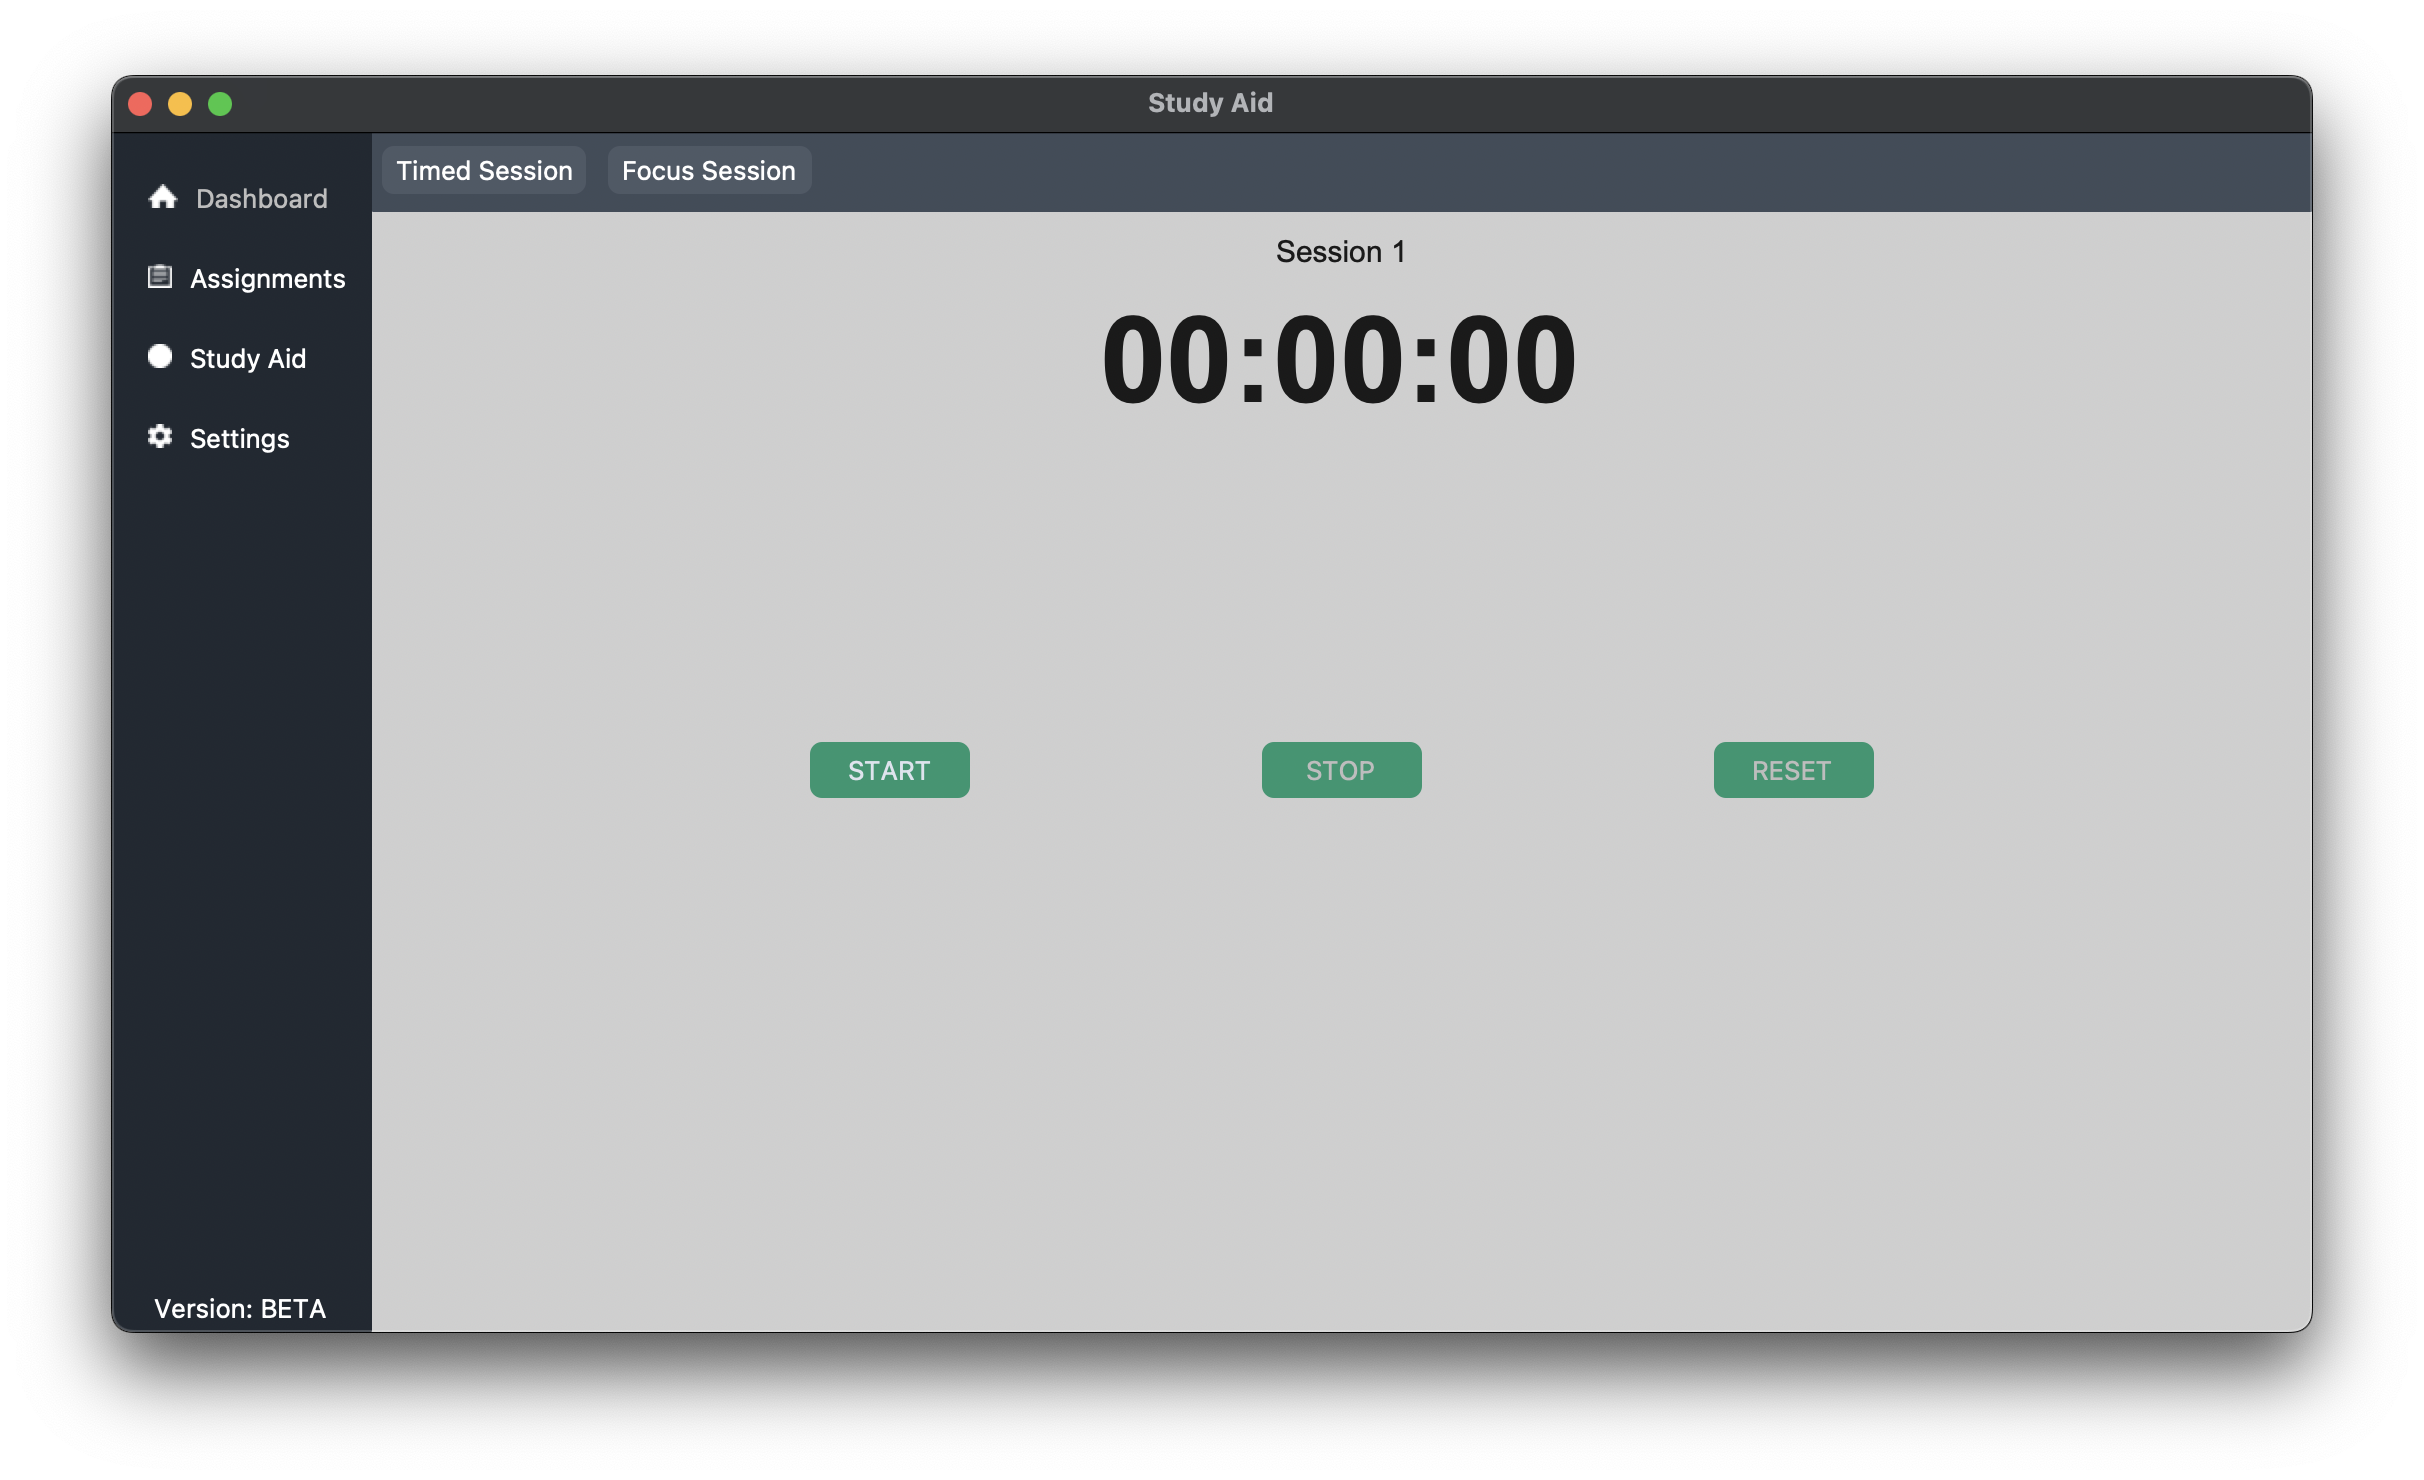 Study Aid
Dashboard
Assignments
Study Aid
Settings
Version: BETA
Timed Session
Focus Session
Session 1
00:00:00
START
STOP
RESET